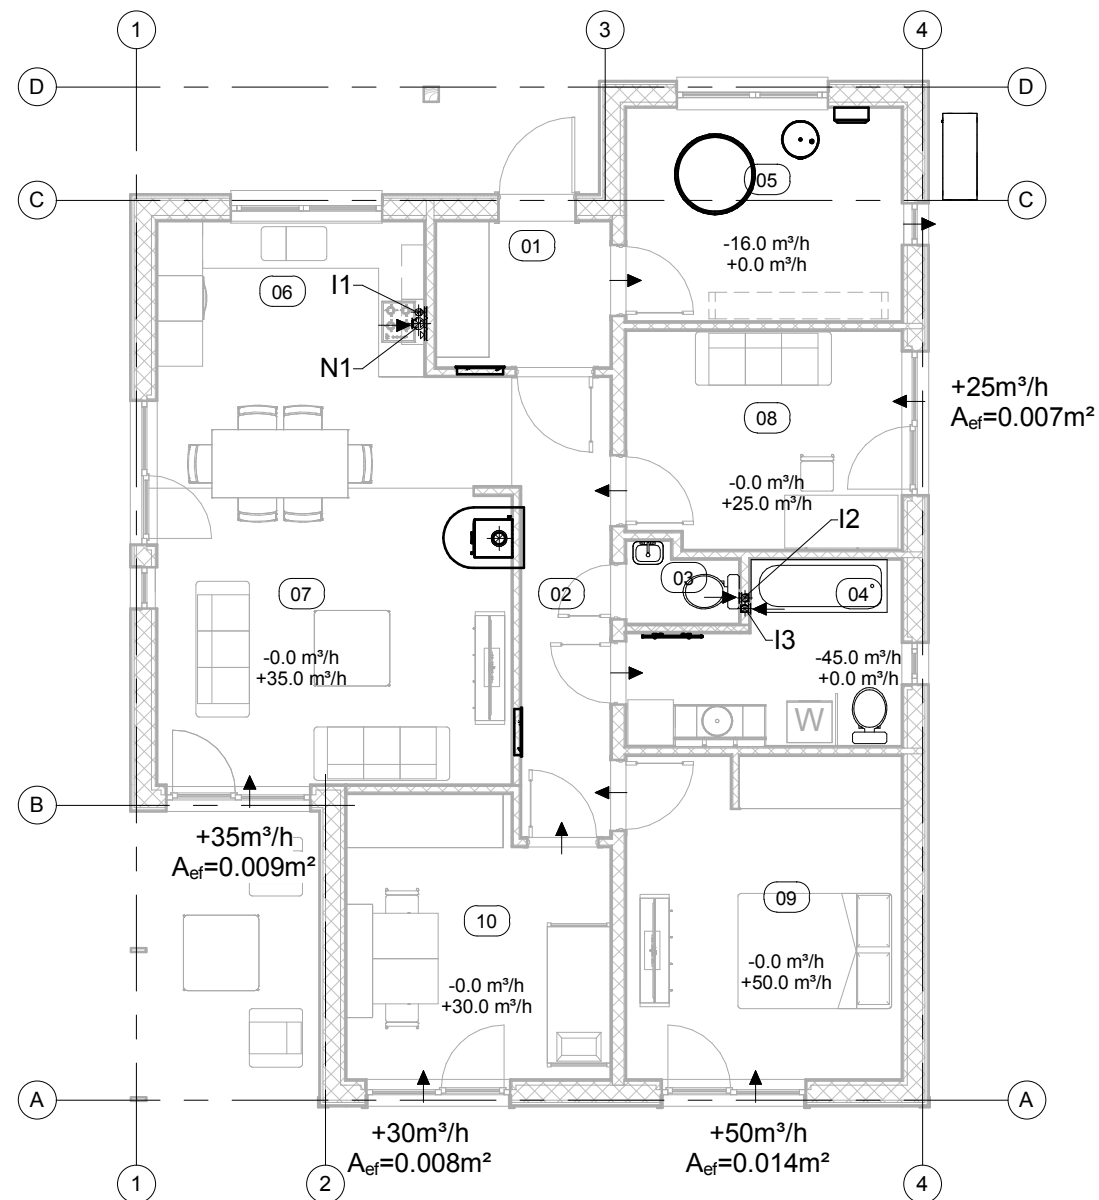 1
3
4
D
D
C
C
05
01
-16.0 m³/h
+0.0 m³/h
06
I1
N1
+25m³/h
Aef=0.007m²
08
-0.0 m³/h
+25.0 m³/h
I2
03
07
02
04
I3
-0.0 m³/h
+35.0 m³/h
-45.0 m³/h
+0.0 m³/h
W
B
+35m³/h
Aef=0.009m²
09
10
-0.0 m³/h
+50.0 m³/h
-0.0 m³/h
+30.0 m³/h
A
A
+30m³/h
Aef=0.008m²
+50m³/h
Aef=0.014m²
1
2
4